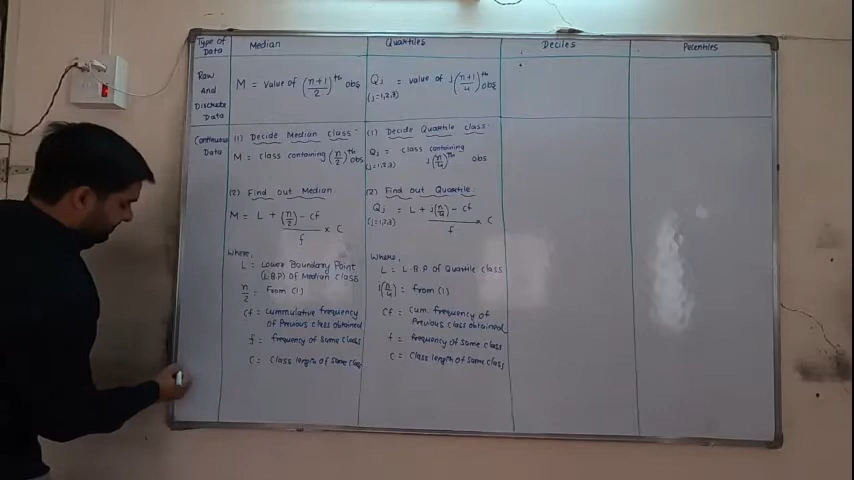 Type of Data
Median
Quartiles
Deciles
Percentiles
Raw And Discrete Data
M = value of (n+1/2)th obs
Qj = value of j(n+1/4)th obs
(j=1,2,3)
Continuous Data
(1) Decide Median class:
M = class containing (n/2)th obs
(2) Find out Median
M = L + (n/2) - cf / f × C
Where,
L = Lower Boundary Point
(L.B.P) of Median class
n/2 = From (1)
Cf = cummulative frequency
of Previous class obtained
f = frequency of Same class
C = Class length of Same class
(1) Decide Quartile class:
Qj = class containing
(j=1,2,3) j(n/4)th obs
(2) Find out Quartile:
Qj = L + j(n/4) - cf / f × C
(j=1,2,3)
Where,
L = L.B.P of Quartile class
j(n/4) = from (1)
Cf = cum. frequency of
Previous class obtained
f = frequency of Same class
C = Class length of Same class